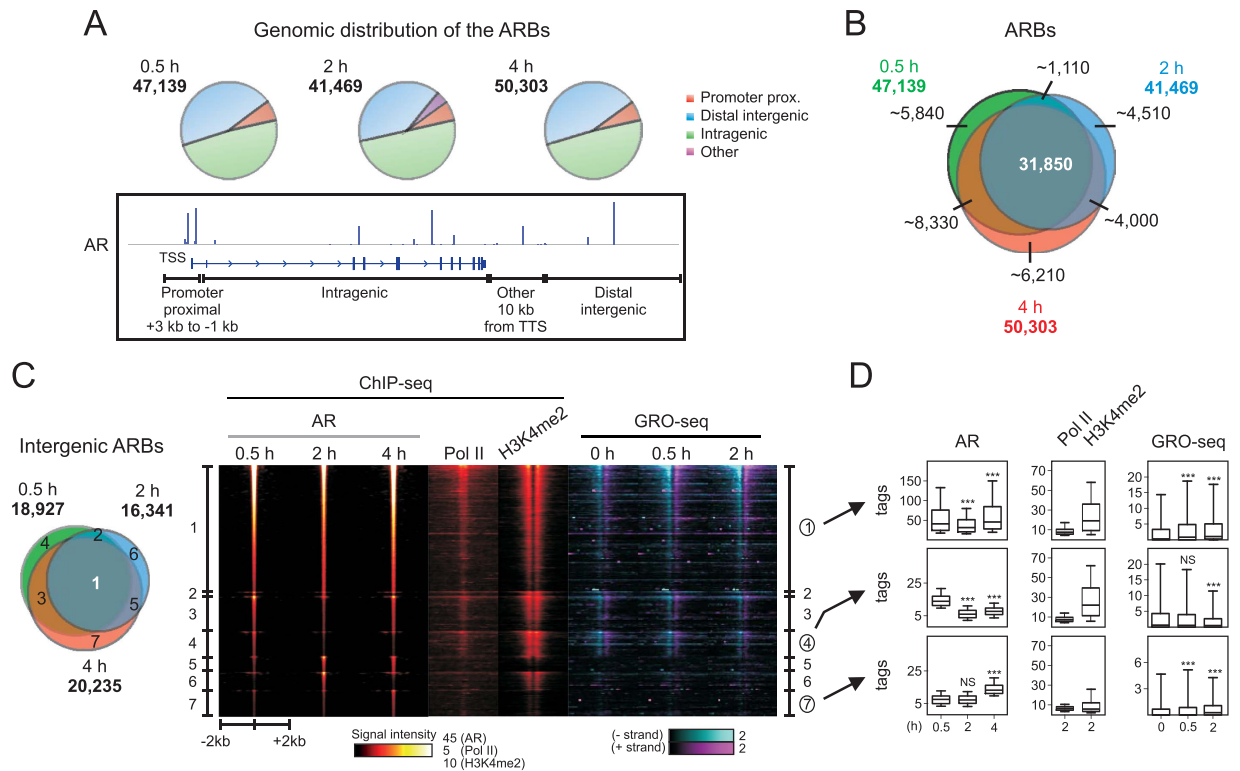 A
Genomic distribution of the ARBs
0.5 h
47,139
2 h
41,469
4 h
50,303
Promoter prox.
Distal intergenic
Intragenic
Other
AR
TSS
Promoter
proximal
+3 kb to -1 kb
Intragenic
Other
10 kb
from TTS
Distal
intergenic
B
ARBs
0.5 h
47,139
~1,110
2 h
41,469
~5,840
~4,510
31,850
~8,330
~4,000
~6,210
4 h
50,303
C
Intergenic ARBs
0.5 h
18,927
2 h
16,341
4
2
6
1
3
5
7
4 h
20,235
ChIP-seq
AR
0.5 h
2 h
4 h
Pol II
H3K4me2
GRO-seq
0 h
0.5 h
2 h
1
2
3
4
5
6
7
1
2
3
4
5
6
7
-2kb
+2kb
Signal intensity
45 (AR)
5 (Pol II)
10 (H3K4me2)
(- strand)
(+ strand)
2
2
D
AR
Pol II
H3K4me2
GRO-seq
tags
150
100
50
***
***
70
50
30
10
20
15
10
5
***
***
tags
25
5
***
***
70
50
30
10
20
15
10
5
NS
***
tags
25
5
NS
***
70
50
30
10
6
3
***
***
(h)
0.5 2 4
2 2
0 0.5 2